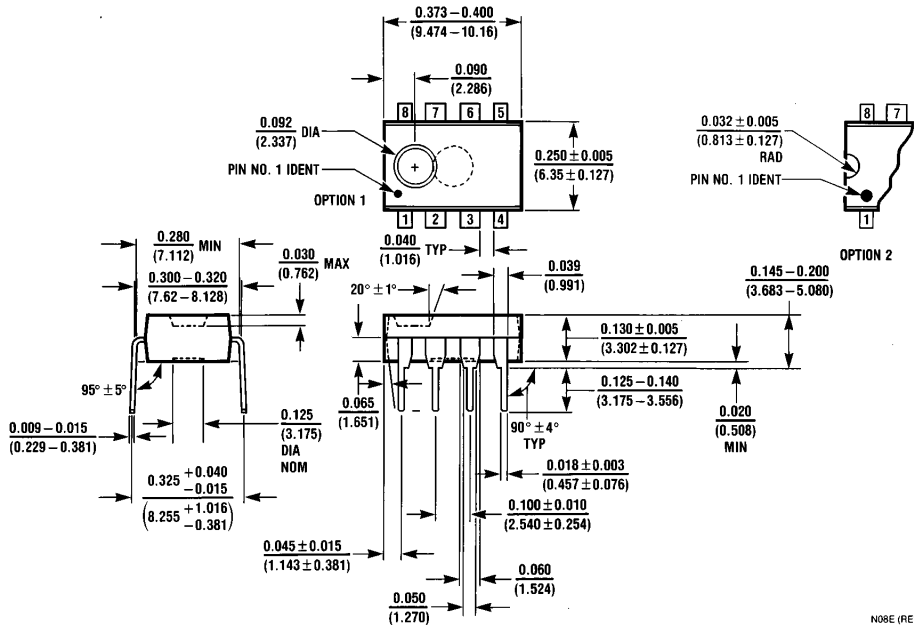 0.373 – 0.400
(9.474 – 10.16)
0.090
(2.286)
8 7 6 5
0.092 DIA
(2.337)
PIN NO. 1 IDENT
OPTION 1
1 2 3 4
0.250 ± 0.005
(6.35 ± 0.127)
0.032 ± 0.005
(0.813 ± 0.127)
RAD
PIN NO. 1 IDENT
8 7
1
OPTION 2
0.280 MIN
(7.112)
0.030 MAX
(0.762)
0.300 – 0.320
(7.62 – 8.128)
0.040 TYP
(1.016)
0.039
(0.991)
20° ± 1°
0.145 – 0.200
(3.683 – 5.080)
0.130 ± 0.005
(3.302 ± 0.127)
95° ± 5°
0.065
(1.651)
0.125 – 0.140
(3.175 – 3.556)
90° ± 4°
TYP
0.020
(0.508)
MIN
0.009 – 0.015
(0.229 – 0.381)
0.125
(3.175)
DIA
NOM
0.018 ± 0.003
(0.457 ± 0.076)
0.325 +0.040
–0.015
(8.255 +1.016
–0.381)
0.100 ± 0.010
(2.540 ± 0.254)
0.045 ± 0.015
(1.143 ± 0.381)
0.060
(1.524)
0.050
(1.270)
N08E (RE